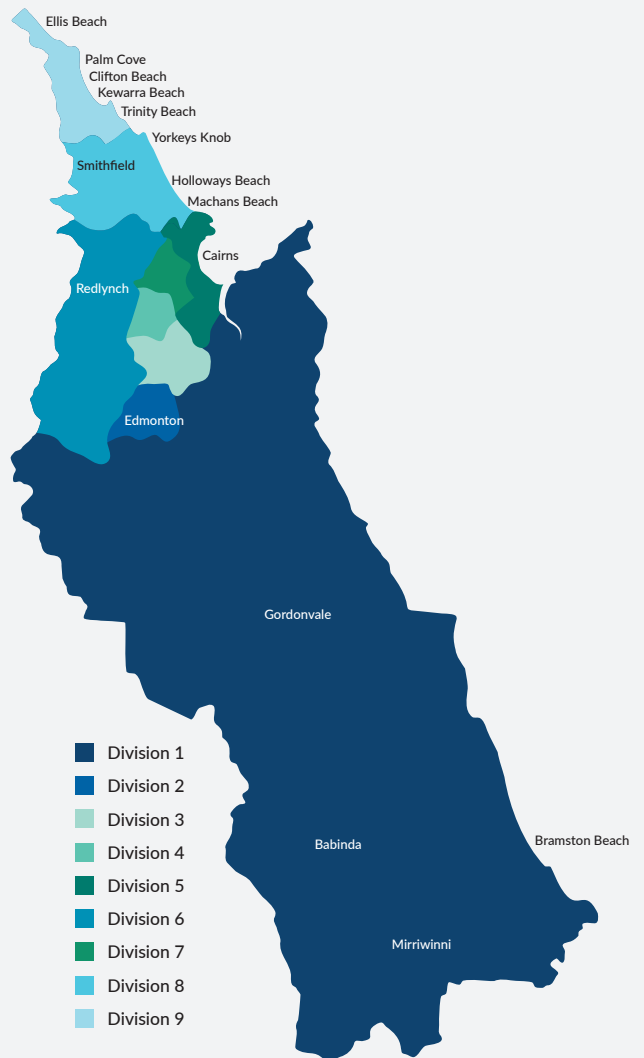 Ellis Beach
Palm Cove
Clifton Beach
Kewarra Beach
Trinity Beach
Yorkeys Knob
Smithfield
Holloways Beach
Machans Beach
Cairns
Redlynch
Edmonton
Gordonvale
Division 1
Division 2
Division 3
Division 4
Division 5
Division 6
Division 7
Division 8
Division 9
Babinda
Bramston Beach
Mirriwinni